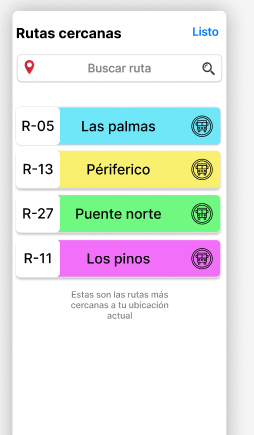 Rutas cercanas
Listo
Buscar ruta
R-05 Las palmas
R-13 Périferico
R-27 Puente norte
R-11 Los pinos
Estas son las rutas más
cercanas a tu ubicación
actual